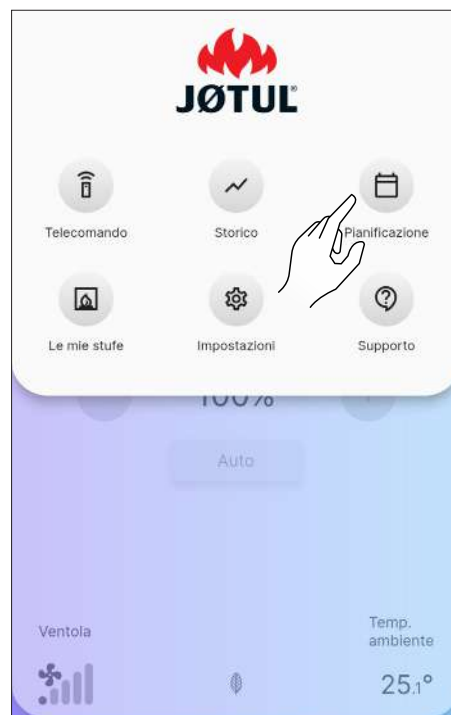 JØTUL®
Telecomando
Storico
Pianificazione
Le mie stufe
Impostazioni
Supporto
100%
Auto
Ventola
Temp.
ambiente
25.1°